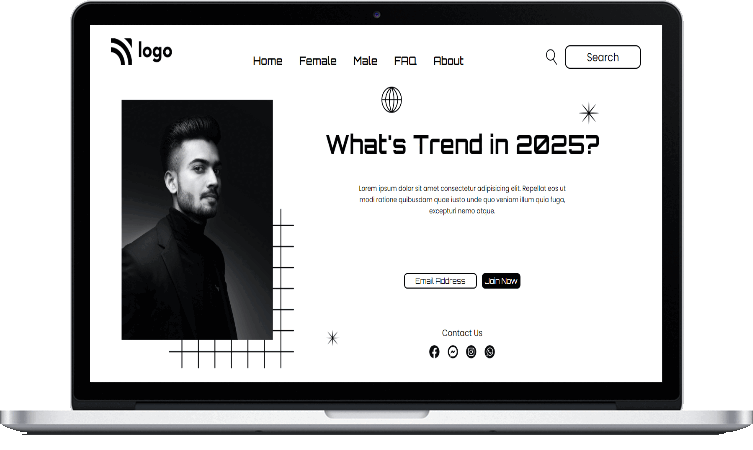 logo
Home Female Male FAQ About
Search
What's Trend in 2025?
Lorem ipsum dolor sit amet consectetur adipisicing elit. Repellat eos ut
modi ratione quibusdam quae iusto unde quo veniam illum quia fuga,
excepturi nemo atque.
Email Address Join Now
Contact Us